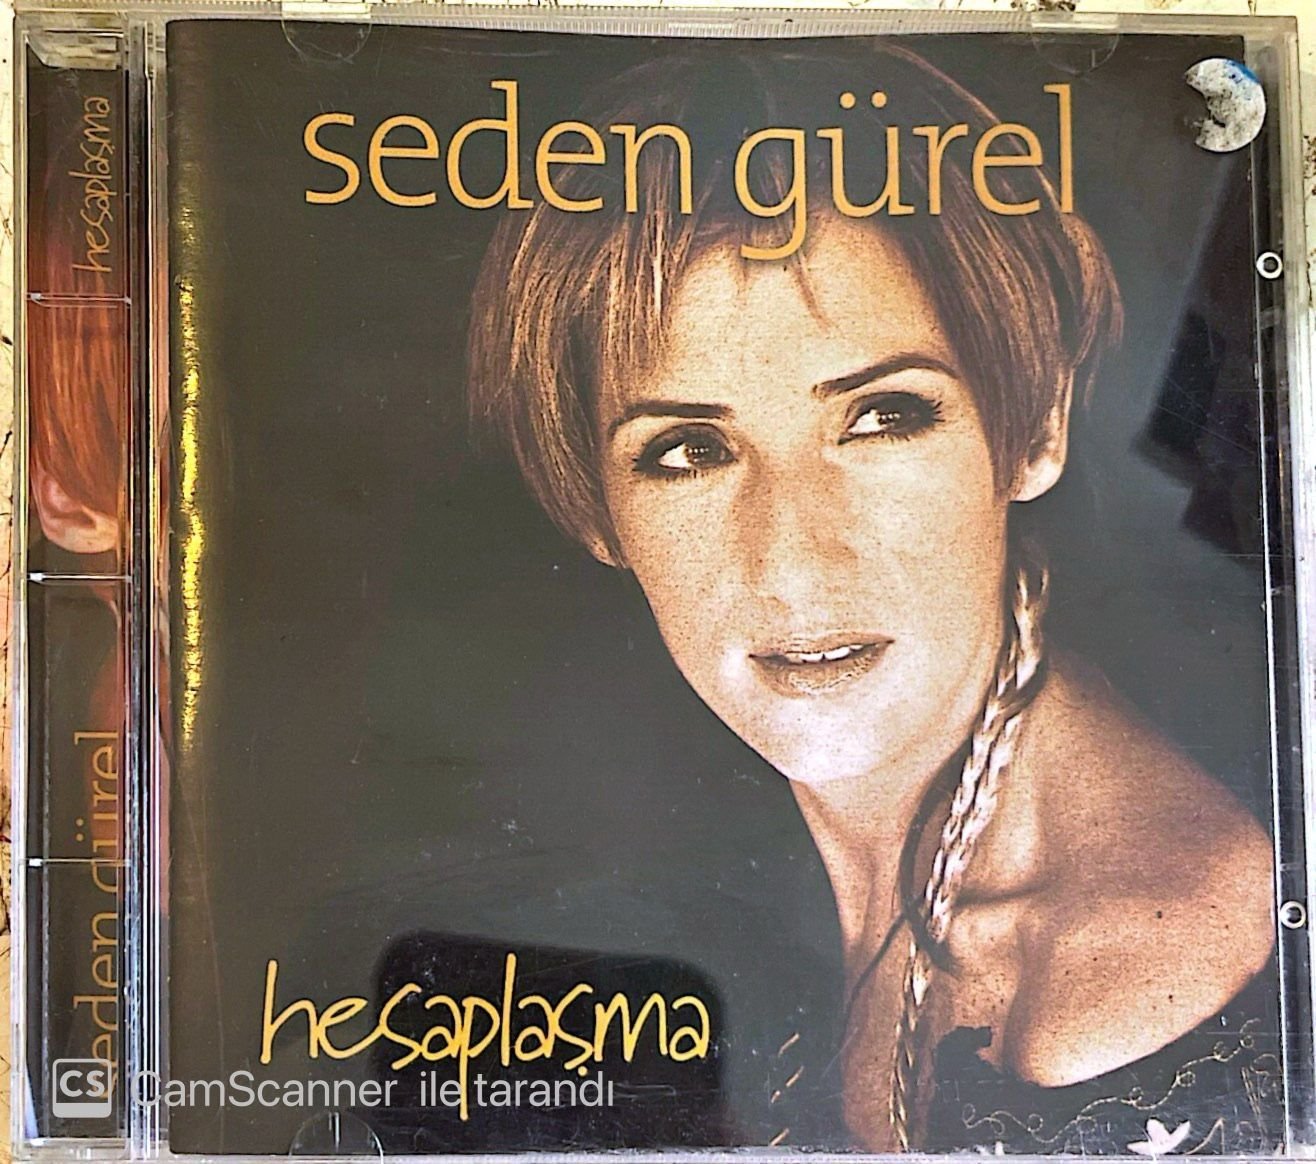 seden gürel
hesaplaşma
hesaplaşma
seden gürel
CS CamScanner ile tarandı